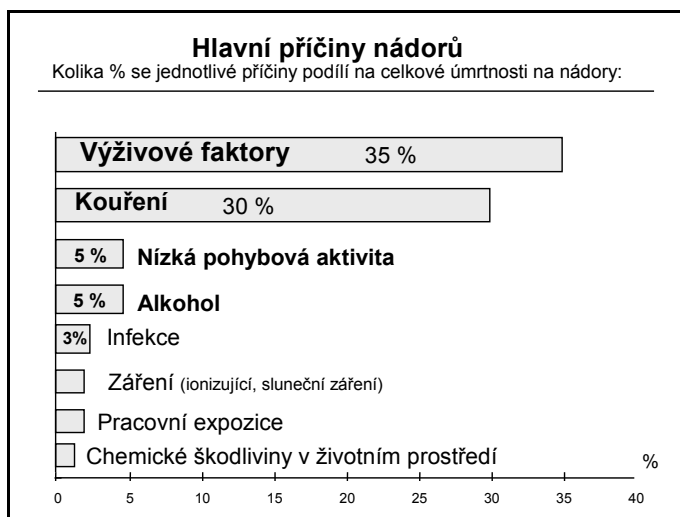 Hlavní příčiny nádorů
Kolika % se jednotlivé příčiny podílí na celkové úmrtnosti na nádory:
Výživové faktory 35 %
Kouření 30 %
5 % Nízká pohybová aktivita
5 % Alkohol
3% Infekce
Záření (ionizující, sluneční záření)
Pracovní expozice
Chemické škodliviny v životním prostředí %
0 5 10 15 20 25 30 35 40